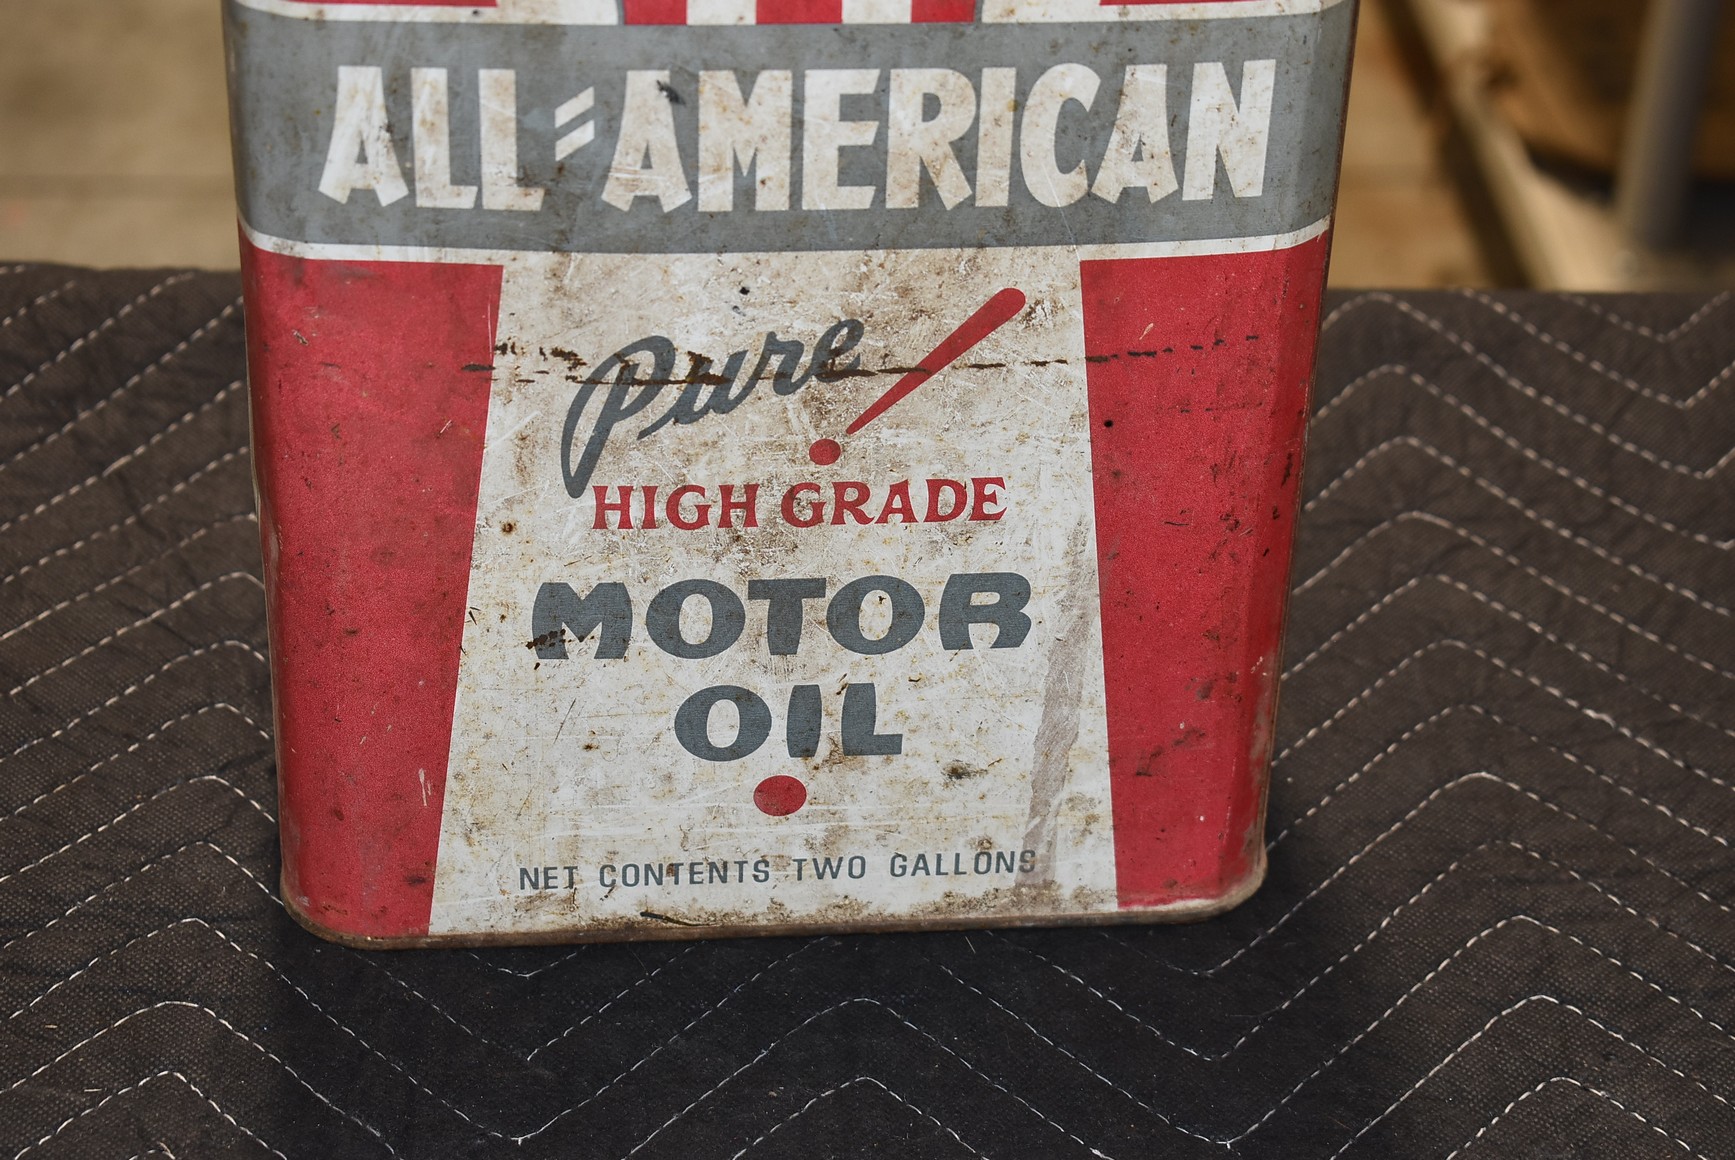 ALL=AMERICAN
Pure!
HIGH GRADE
MOTOR
OIL
NET CONTENTS TWO GALLONS